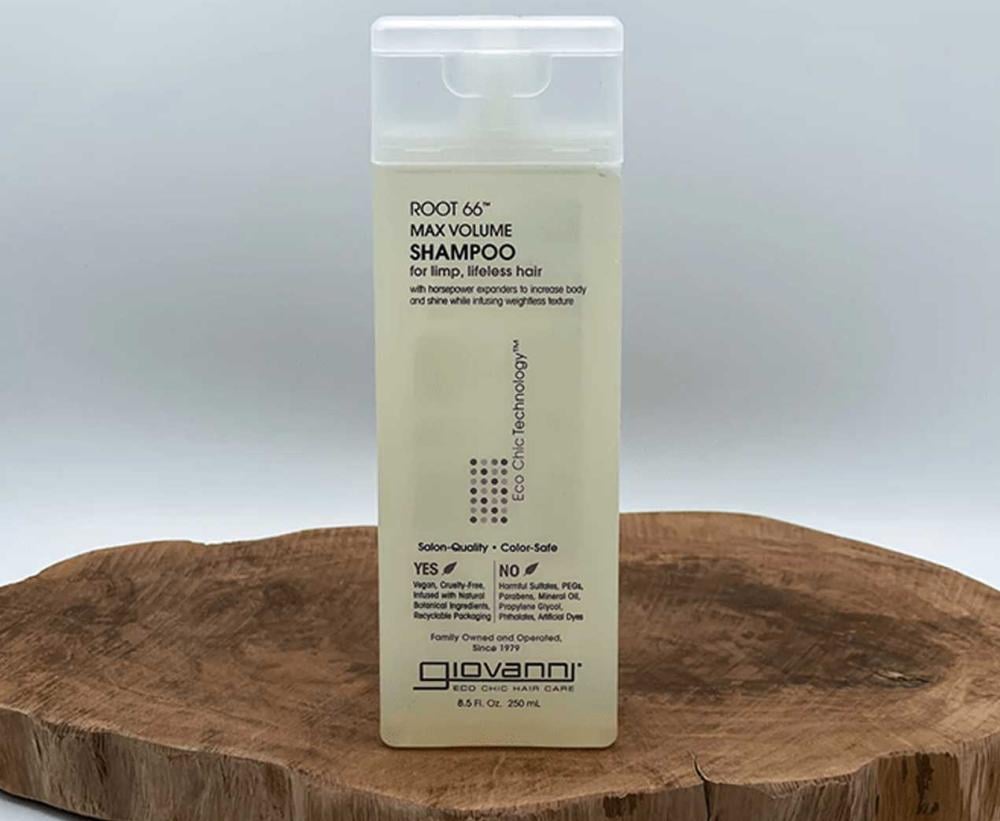 ROOT 66™
MAX VOLUME
SHAMPOO
for limp, lifeless hair
with horsepower expanders to increase body
and shine while infusing weightless texture
Eco Chic Technology™
Salon-Quality • Color-Safe
YES
Vegan, Cruelty-Free,
Infused with Natural
Botanical Ingredients,
Recyclable Packaging
NO
Harmful Sulfates, PEGs,
Parabens, Mineral Oil,
Propylene Glycol,
Phthalates, Artificial Dyes
Family Owned and Operated,
Since 1979
giovanni
ECO CHIC HAIR CARE
8.5 Fl. Oz. 250 mL